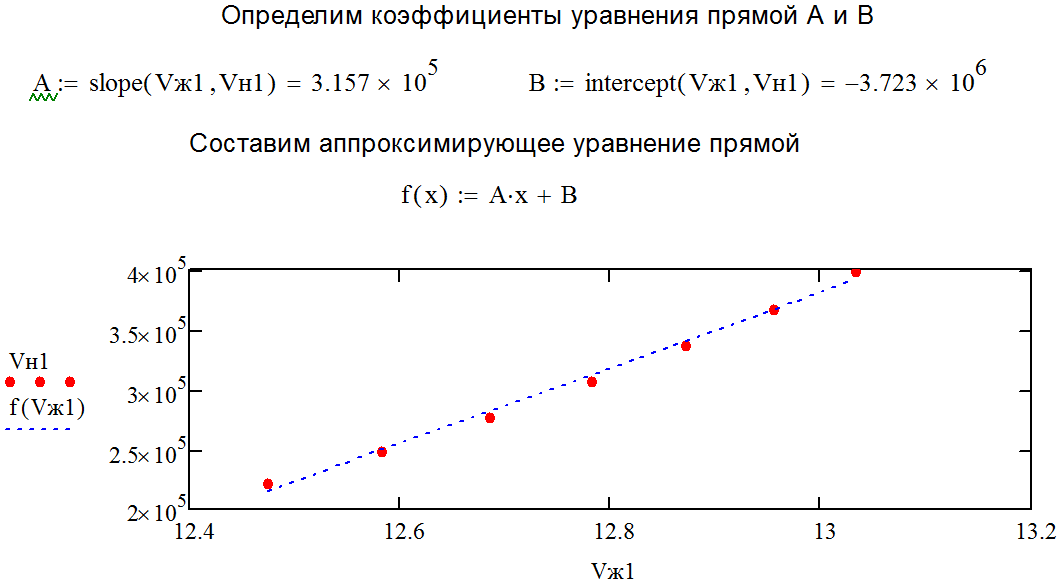 Определим коэффициенты уравнения прямой А и В
A := slope(Vж1 , Vн1) = 3.157 × 10^5 B := intercept(Vж1 , Vн1) = −3.723 × 10^6
Составим аппроксимирующее уравнение прямой
f(x) := A·x + B
4×10^5
3.5×10^5
Vн1
3×10^5
f(Vж1)
2.5×10^5
2×10^5
12.4 12.6 12.8 13 13.2
Vж1